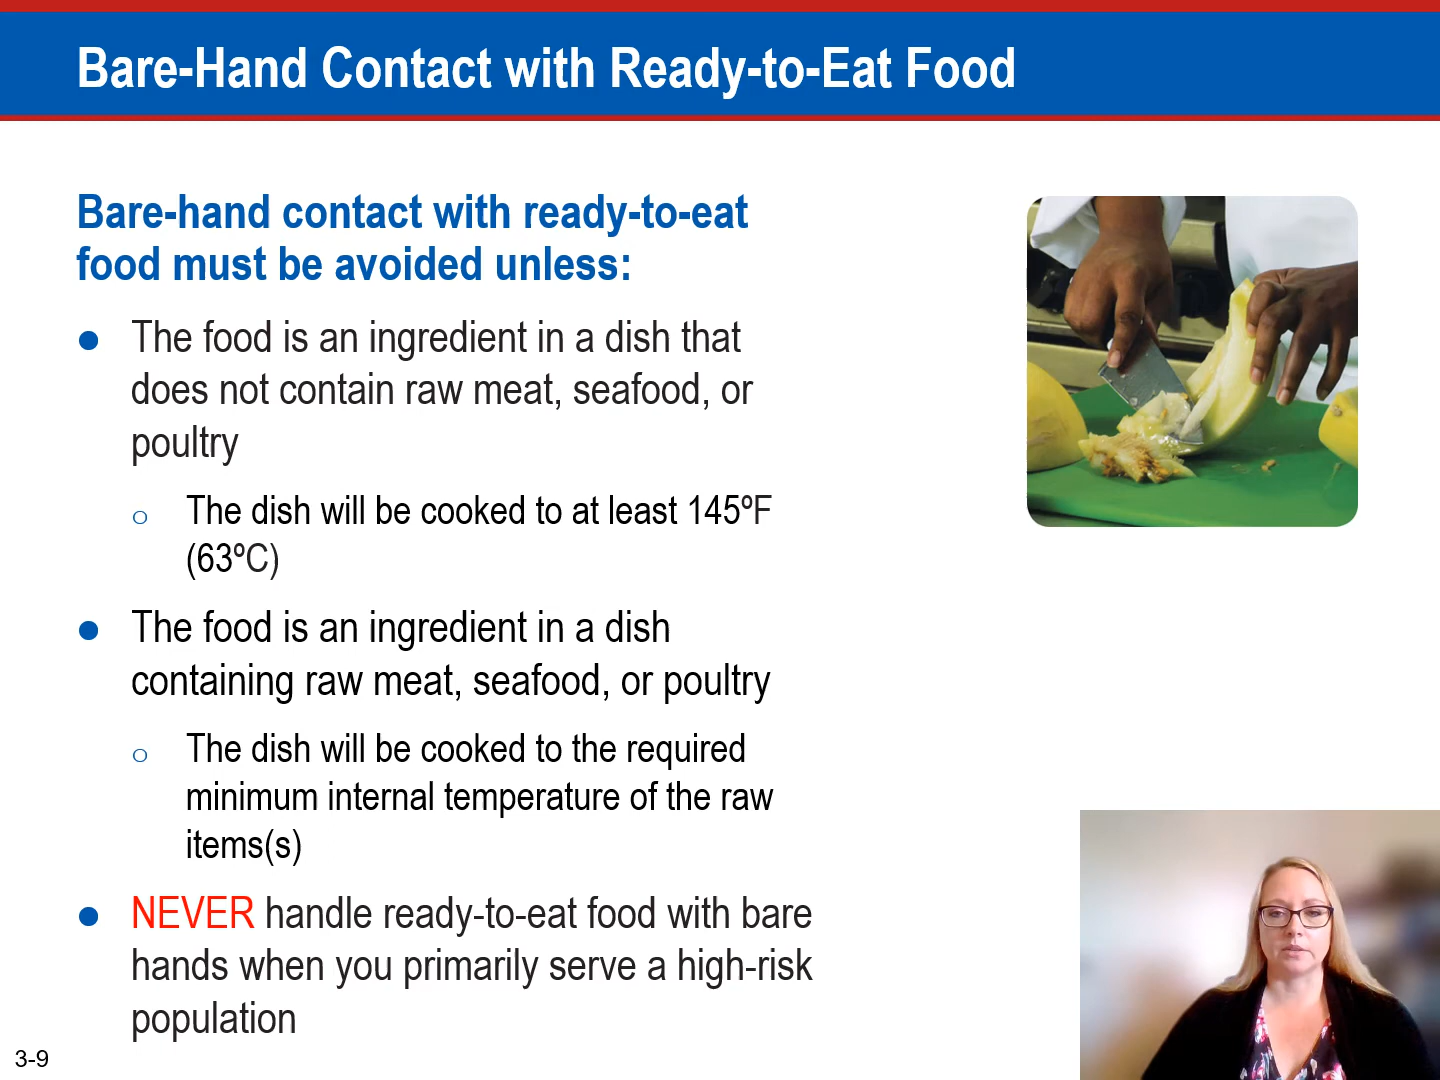 Bare-Hand Contact with Ready-to-Eat Food
Bare-hand contact with ready-to-eat
food must be avoided unless:
● The food is an ingredient in a dish that
does not contain raw meat, seafood, or
poultry
o The dish will be cooked to at least 145ºF
(63ºC)
● The food is an ingredient in a dish
containing raw meat, seafood, or poultry
o The dish will be cooked to the required
minimum internal temperature of the raw
items(s)
● NEVER handle ready-to-eat food with bare
hands when you primarily serve a high-risk
population
3-9